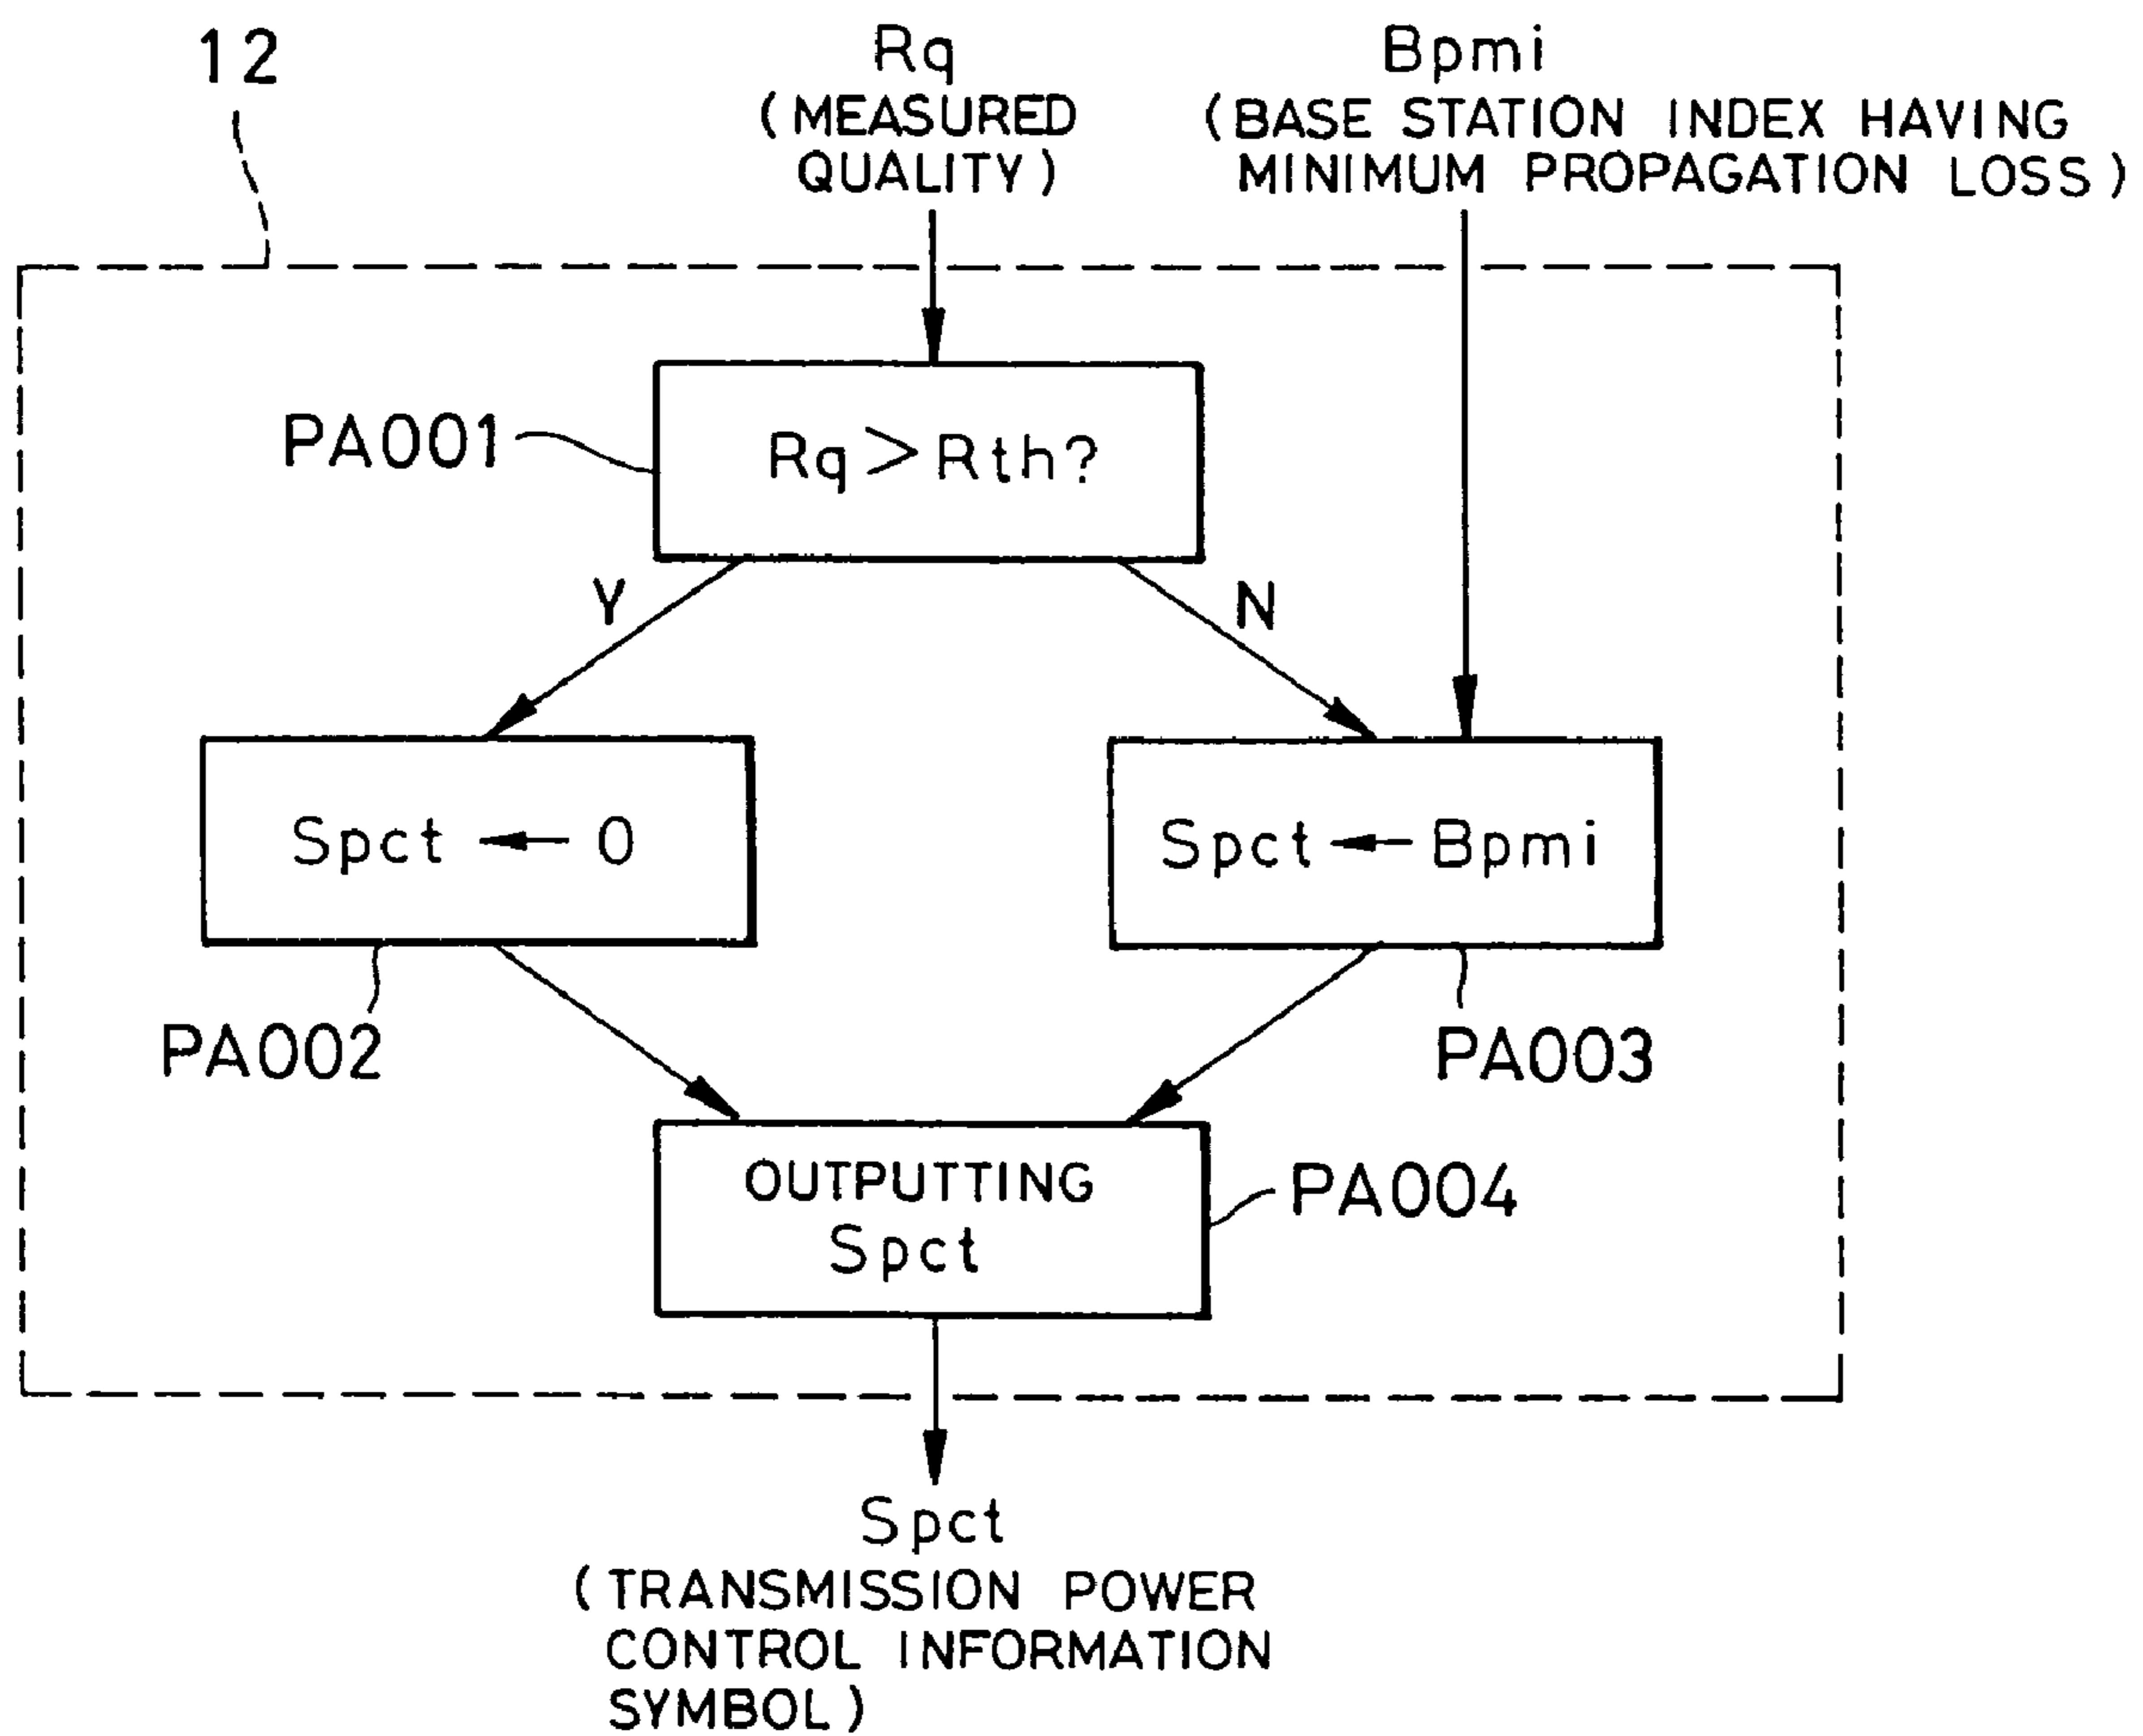 12
Rq
(MEASURED
QUALITY)
Bpmi
(BASE STATION INDEX HAVING
MINIMUM PROPAGATION LOSS)
PA001
Rq>Rth?
Y
N
Spct ← 0
Spct ← Bpmi
PA002
PA003
OUTPUTTING
Spct
PA004
Spct
(TRANSMISSION POWER
CONTROL INFORMATION
SYMBOL)